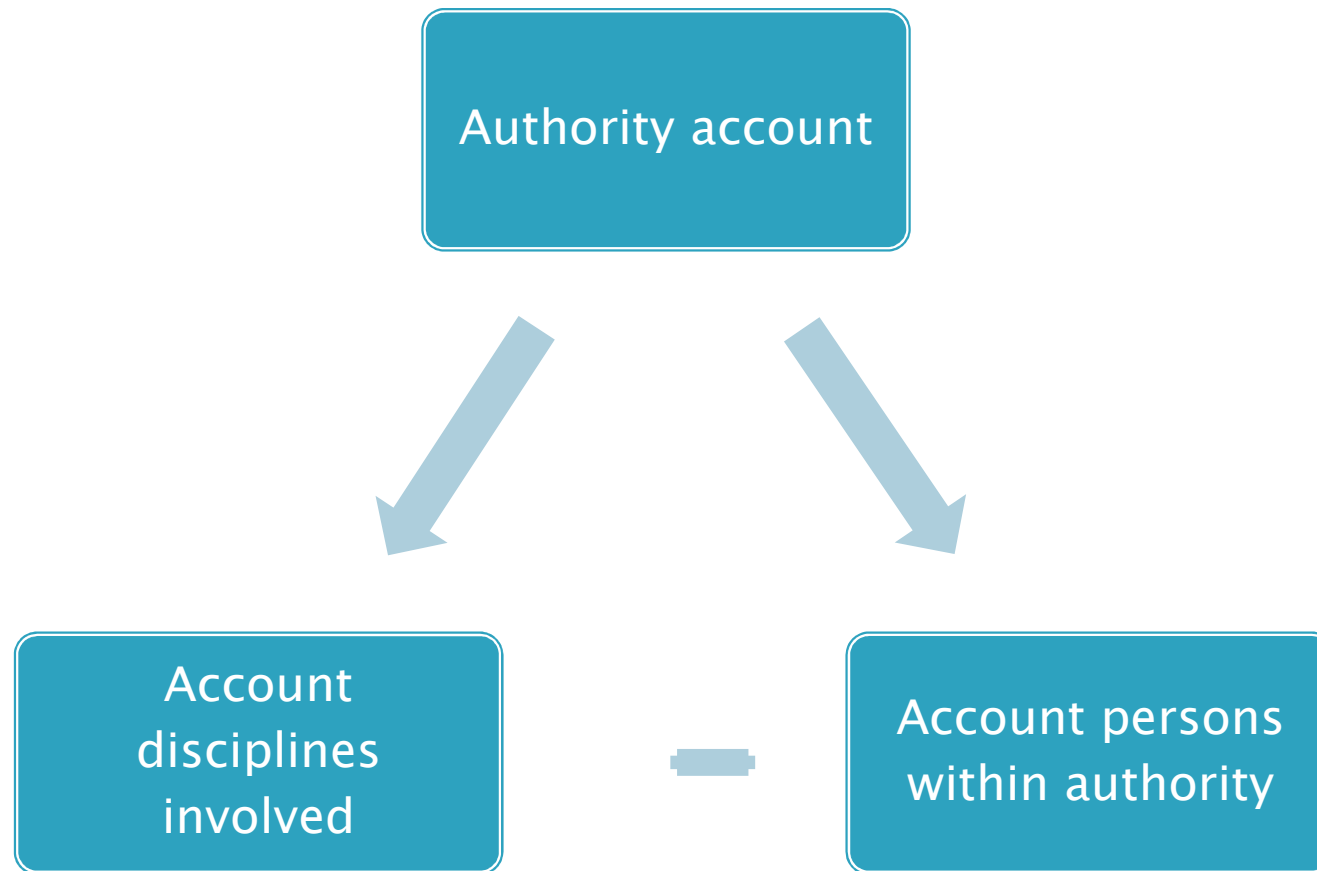 Authority account
Account
disciplines
involved
Account persons
within authority